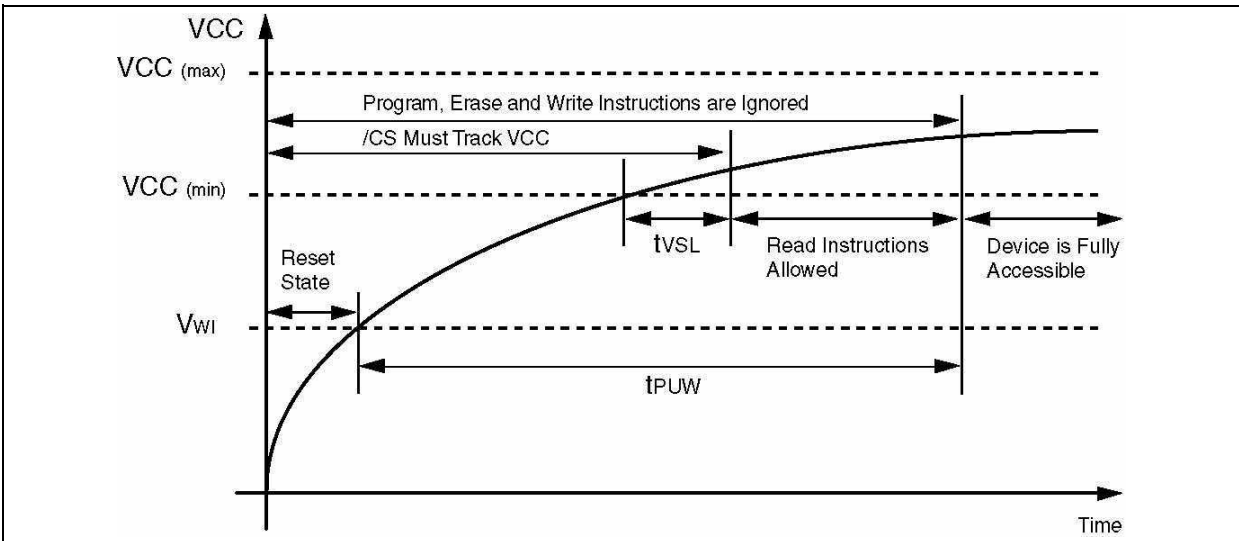 VCC
VCC (max)
Program, Erase and Write Instructions are Ignored
/CS Must Track VCC
VCC (min)
tVSL
Read Instructions
Allowed
Device is Fully
Accessible
Reset
State
VWI
tPUW
Time